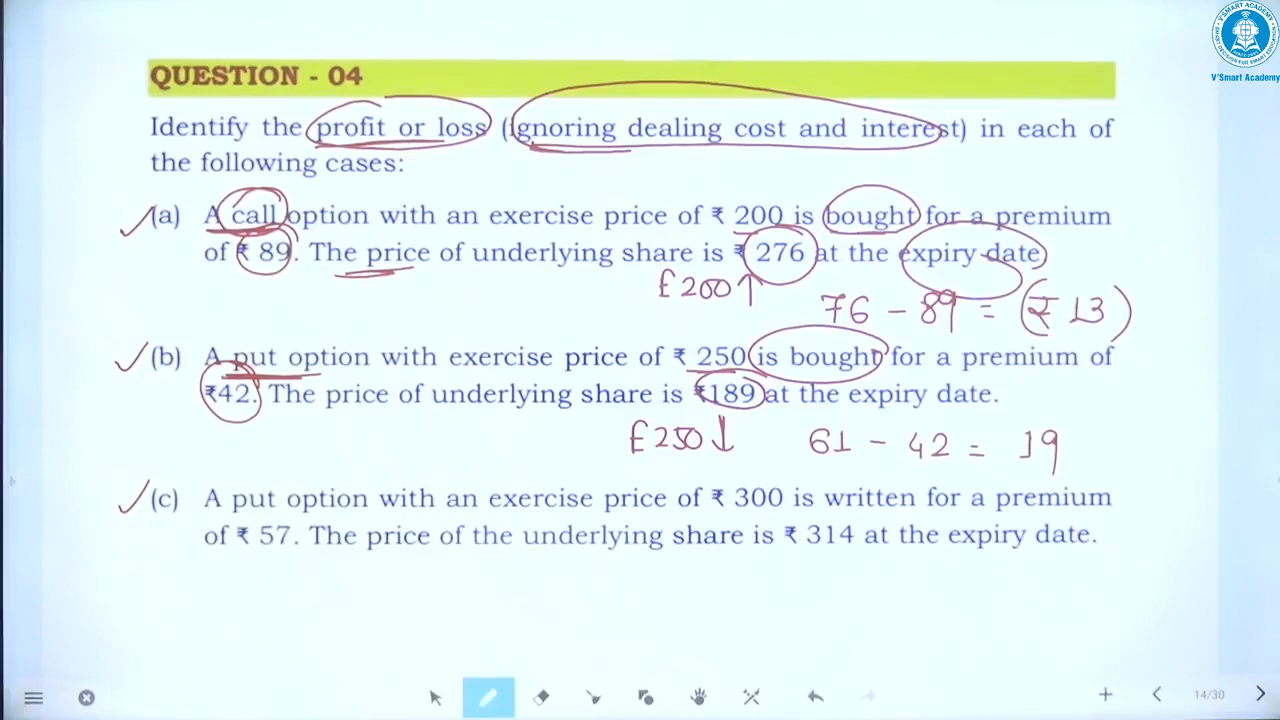 V'SMART ACADEMY
V'Smart Academy
QUESTION - 04
Identify the profit or loss (ignoring dealing cost and interest) in each of
the following cases:
(a) A call option with an exercise price of ₹ 200 is bought for a premium
of ₹ 89. The price of underlying share is ₹ 276 at the expiry date
£200↑ 76 - 89 = (₹ 13)
(b) A put option with exercise price of ₹ 250 is bought for a premium of
₹42. The price of underlying share is ₹189 at the expiry date.
£250↓ 61 - 42 = 19
(c) A put option with an exercise price of ₹ 300 is written for a premium
of ₹ 57. The price of the underlying share is ₹ 314 at the expiry date.
14/30